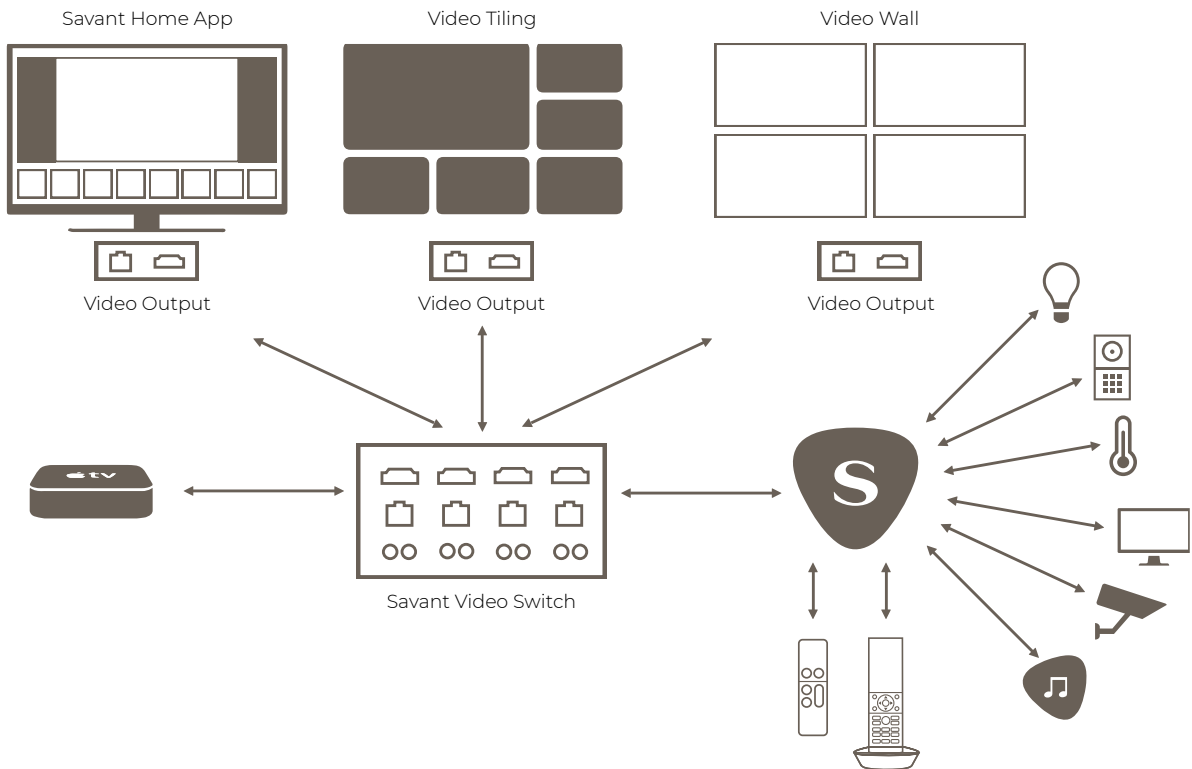 Savant Home App
Video Tiling
Video Wall
Video Output
Video Output
Video Output
tv
S
Savant Video Switch